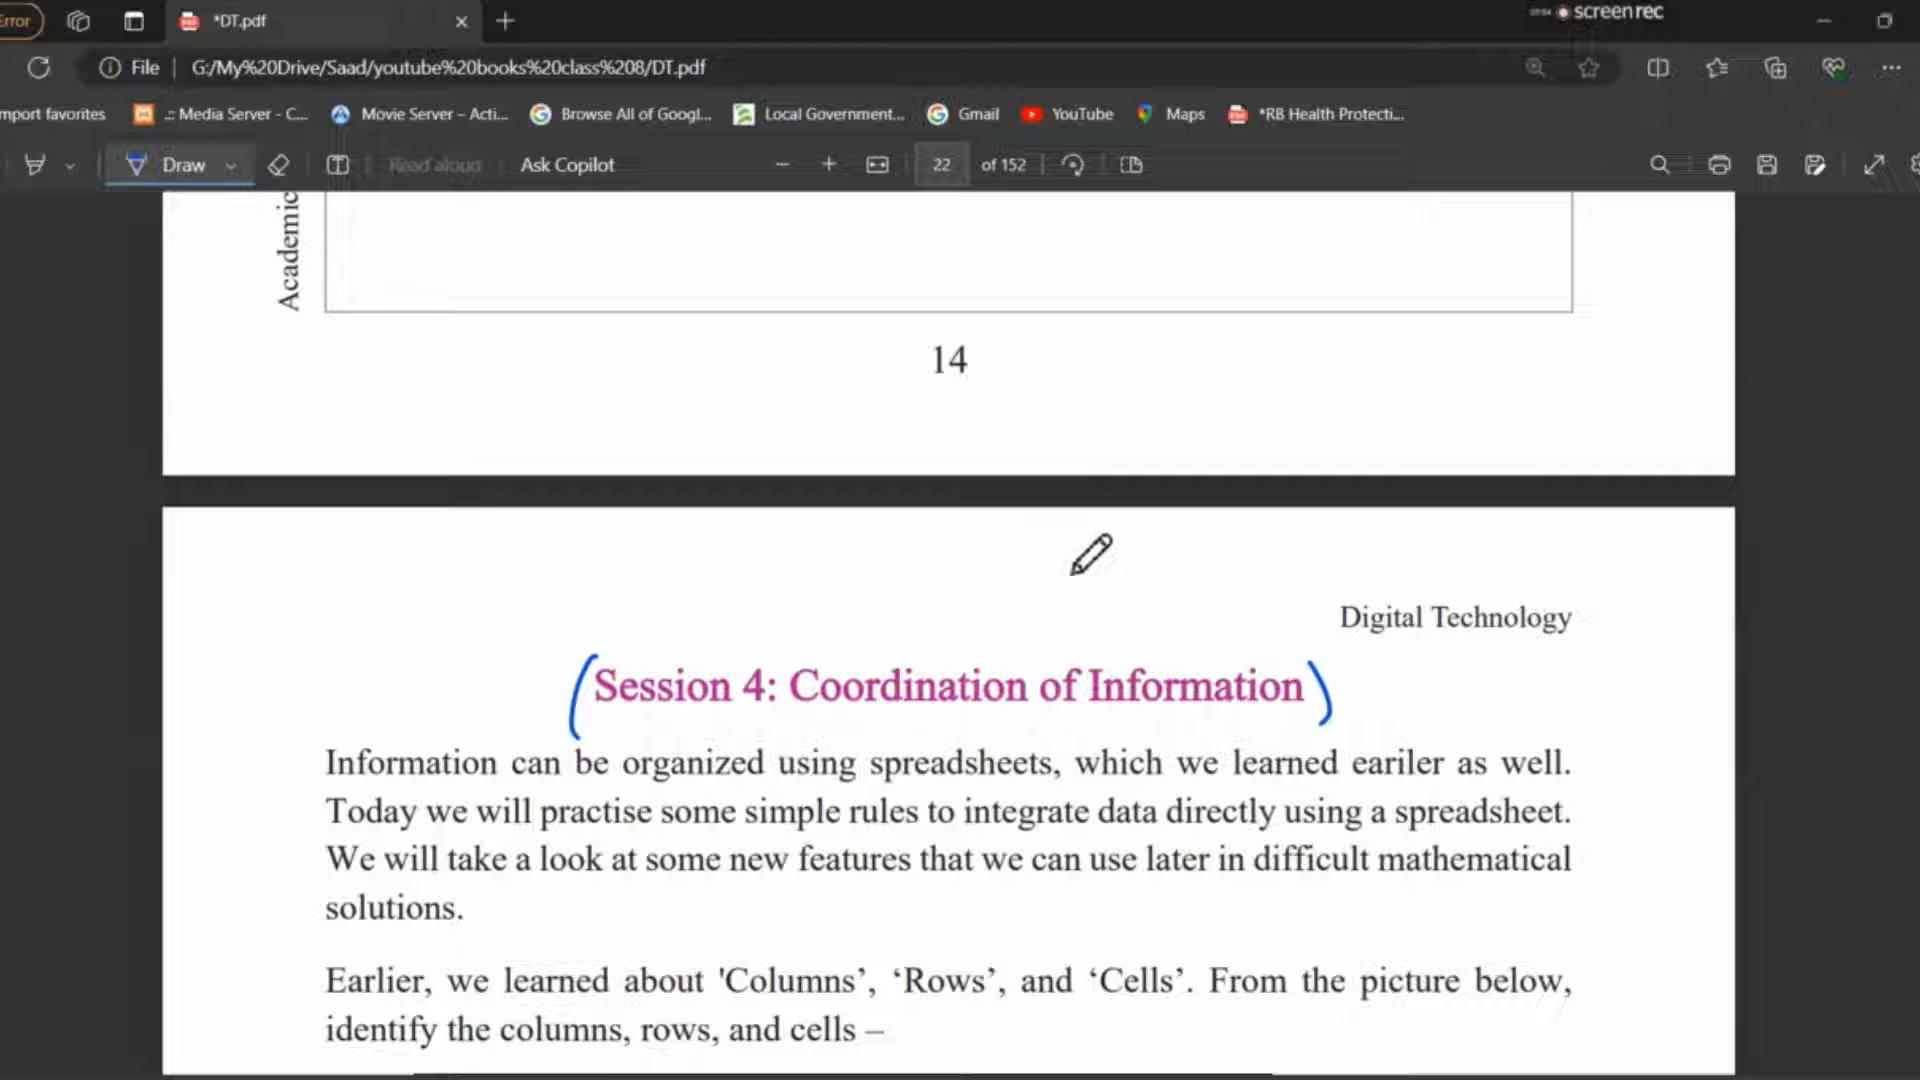 Error
*DT.pdf
screenrec
File
G:/My%20Drive/Saad/youtube%20books%20class%208/DT.pdf
mport favorites
.:: Media Server - C...
Movie Server – Acti...
Browse All of Googl...
Local Government...
Gmail
YouTube
Maps
*RB Health Protecti...
Draw
Read aloud
Ask Copilot
22
of 152
Academic
14
Digital Technology
Session 4: Coordination of Information
Information can be organized using spreadsheets, which we learned eariler as well.
Today we will practise some simple rules to integrate data directly using a spreadsheet.
We will take a look at some new features that we can use later in difficult mathematical
solutions.
Earlier, we learned about 'Columns’, ‘Rows’, and ‘Cells’. From the picture below,
identify the columns, rows, and cells –